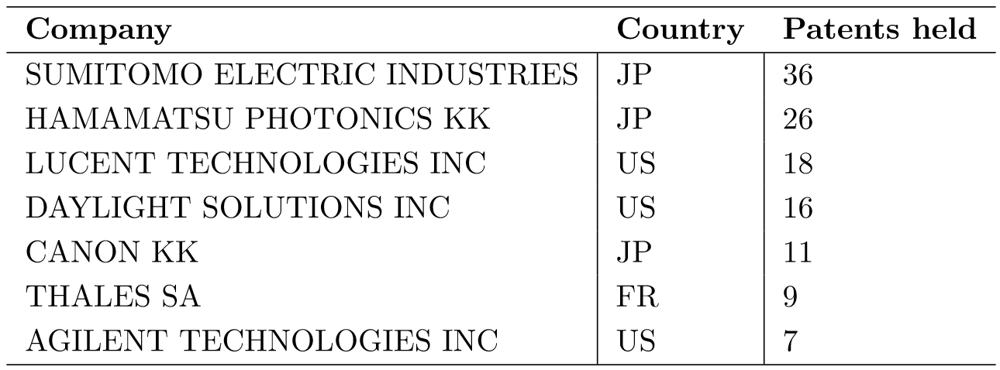 Company Country Patents held
SUMITOMO ELECTRIC INDUSTRIES JP 36
HAMAMATSU PHOTONICS KK JP 26
LUCENT TECHNOLOGIES INC US 18
DAYLIGHT SOLUTIONS INC US 16
CANON KK JP 11
THALES SA FR 9
AGILENT TECHNOLOGIES INC US 7